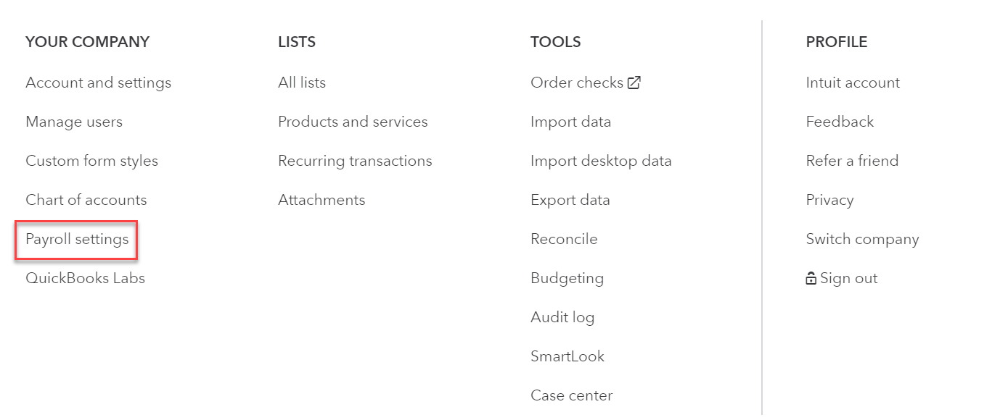 YOUR COMPANY
Account and settings
Manage users
Custom form styles
Chart of accounts
Payroll settings
QuickBooks Labs
LISTS
All lists
Products and services
Recurring transactions
Attachments
TOOLS
Order checks
Import data
Import desktop data
Export data
Reconcile
Budgeting
Audit log
SmartLook
Case center
PROFILE
Intuit account
Feedback
Refer a friend
Privacy
Switch company
Sign out